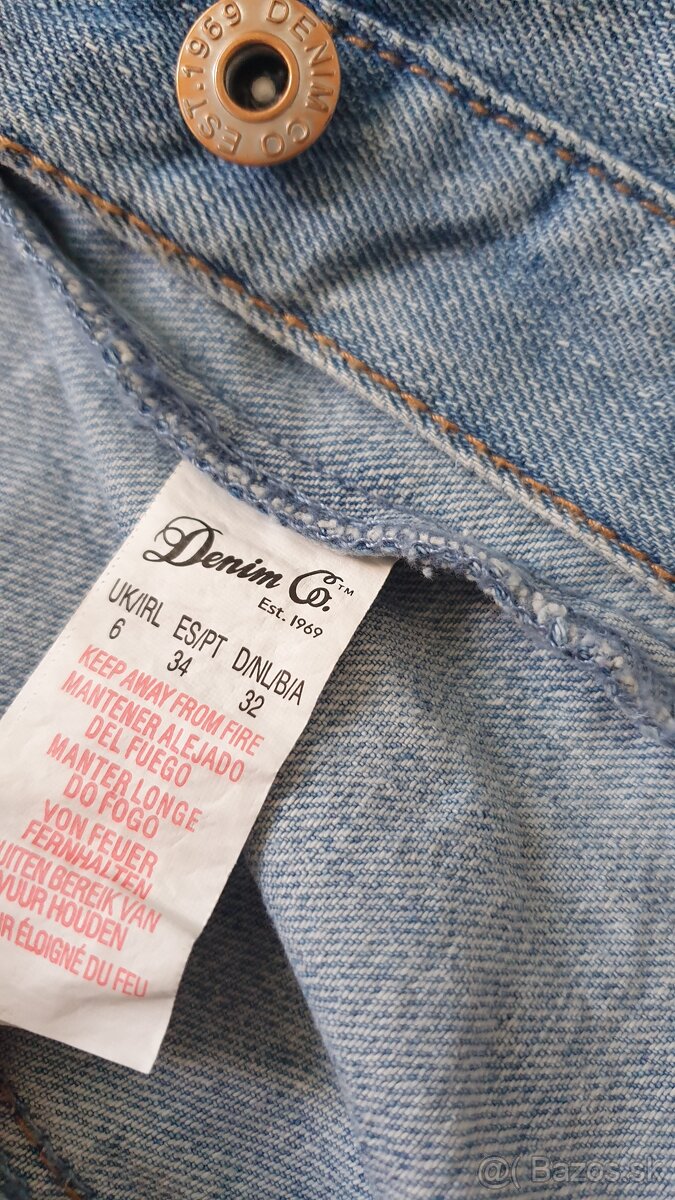 DENIM CO EST. 1969
Denim Co.™
Est. 1969
UK/IRL ES/PT D/NL/B/A
6 34 32
KEEP AWAY FROM FIRE
MANTENER ALEJADO
DEL FUEGO
MANTER LONGE
DO FOGO
VON FEUER
FERNHALTEN
BEREIK VAN
HOUDEN
ÉLOIGNÉ DU FEU
Bazos.sk